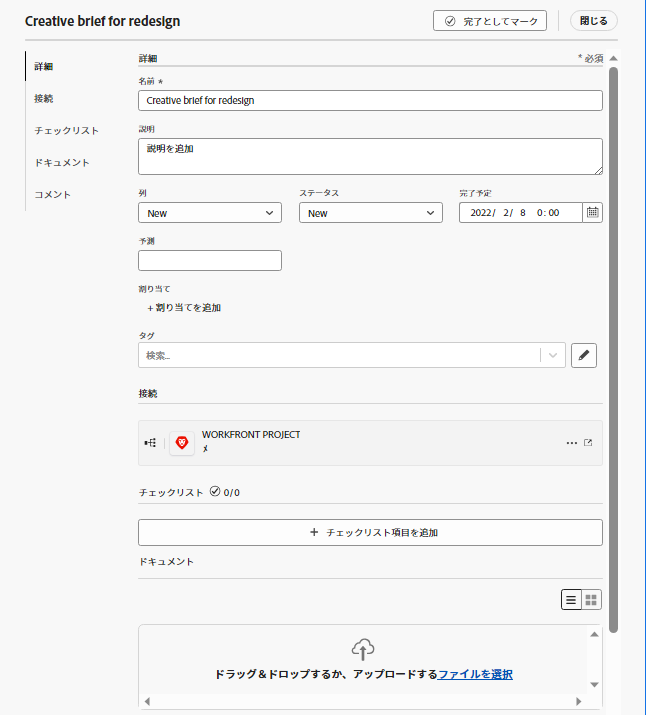 Creative brief for redesign
完了としてマーク
閉じる
詳細
接続
チェックリスト
ドキュメント
コメント
詳細
* 必須
名前 *
Creative brief for redesign
説明
説明を追加
列
ステータス
完了予定
New
New
2022/ 2/ 8 0:00
予測
割り当て
+ 割り当てを追加
タグ
検索...
接続
WORKFRONT PROJECT
チェックリスト 0/0
+ チェックリスト項目を追加
ドキュメント
ドラッグ＆ドロップするか、アップロードするファイルを選択